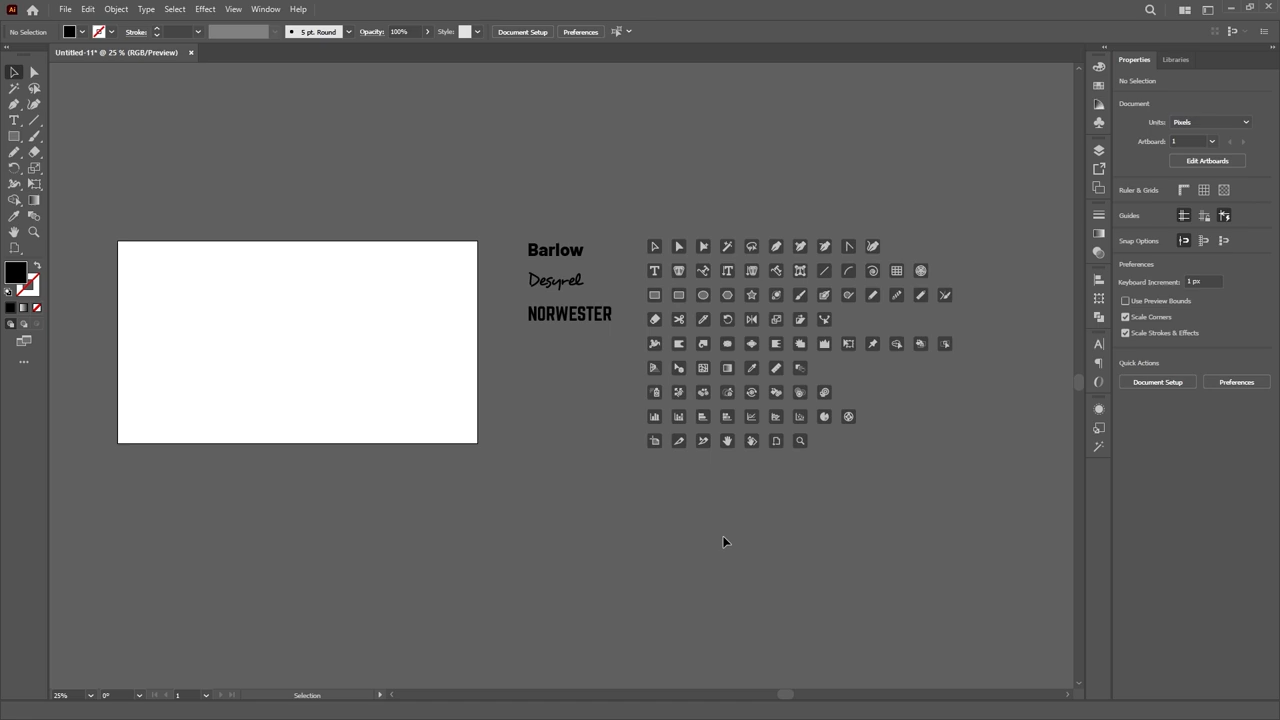 Ai File Edit Object Type Select Effect View Window Help
No Selection Stroke: 5 pt. Round Opacity: 100% Style: Document Setup Preferences
Untitled-11* @ 25 % (RGB/Preview)
Properties Libraries
No Selection
Document
Units: Pixels
Artboard: 1
Edit Artboards
Ruler & Grids
Guides
Snap Options
Preferences
Keyboard Increment: 1 px
Use Preview Bounds
Scale Corners
Scale Strokes & Effects
Quick Actions
Document Setup Preferences
Barlow
Desyrel
NORWESTER
25% 0° 1 Selection